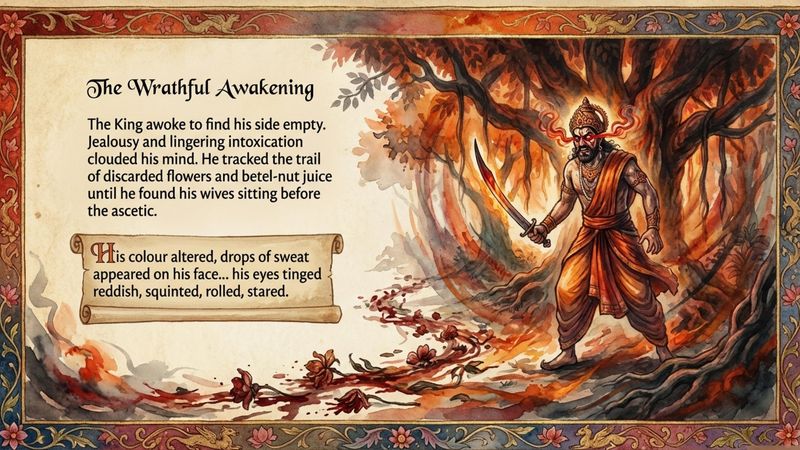 The Wrathful Awakening
The King awoke to find his side empty.
Jealousy and lingering intoxication
clouded his mind. He tracked the trail
of discarded flowers and betel-nut juice
until he found his wives sitting before
the ascetic.
His colour altered, drops of sweat
appeared on his face... his eyes tinged
reddish, squinted, rolled, stared.